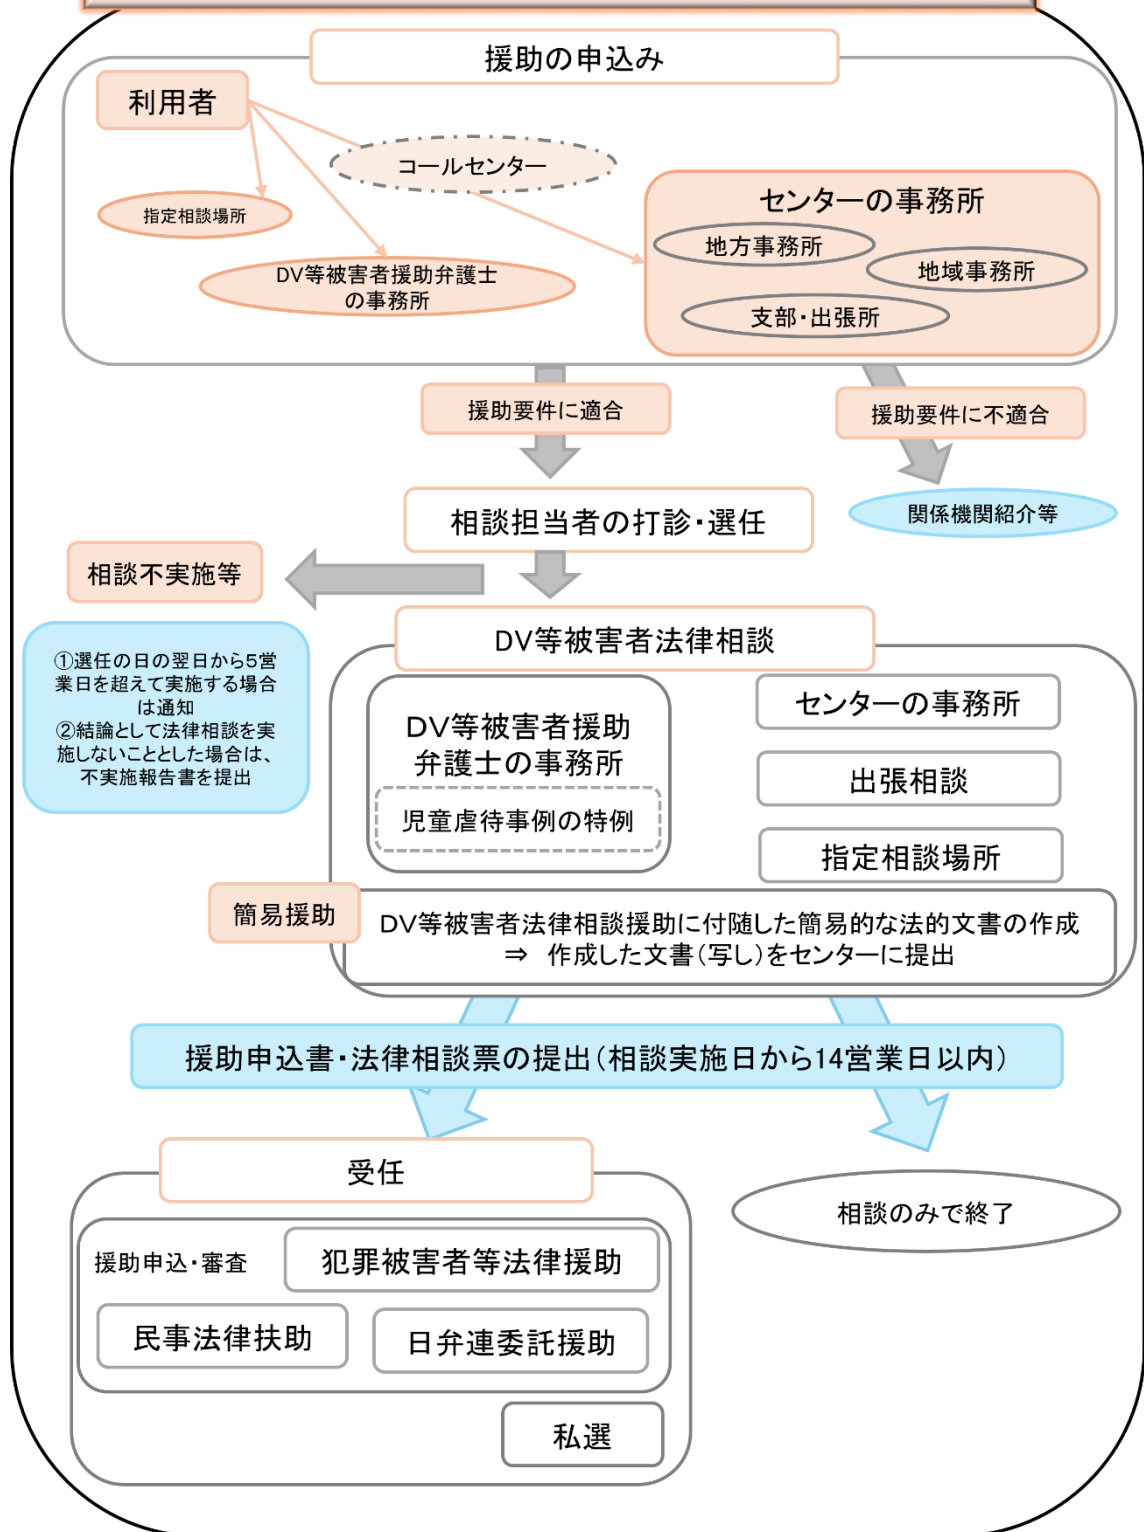 援助の申込み
利用者
コールセンター
指定相談場所
DV等被害者援助弁護士
の事務所
センターの事務所
地方事務所
地域事務所
支部・出張所
援助要件に適合
援助要件に不適合
関係機関紹介等
相談担当者の打診・選任
相談不実施等
①選任の日の翌日から5営
業日を超えて実施する場合
は通知
②結論として法律相談を実
施しないこととした場合は、
不実施報告書を提出
DV等被害者法律相談
DV等被害者援助
弁護士の事務所
児童虐待事例の特例
センターの事務所
出張相談
指定相談場所
簡易援助
DV等被害者法律相談援助に付随した簡易的な法的文書の作成
⇒ 作成した文書（写し）をセンターに提出
援助申込書・法律相談票の提出（相談実施日から14営業日以内）
受任
援助申込・審査
犯罪被害者等法律援助
民事法律扶助
日弁連委託援助
私選
相談のみで終了